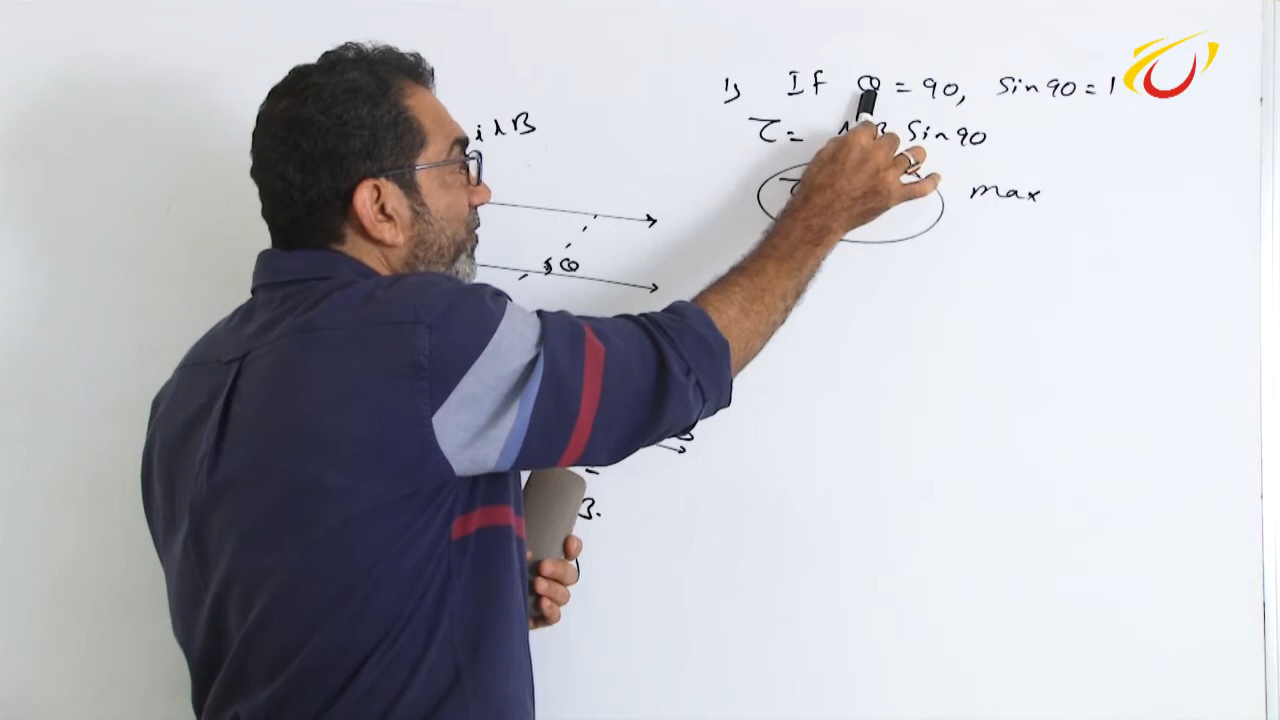 1) If θ = 90, Sin 90 = 1
τ = Sin 90
max
i l B
θ
B.